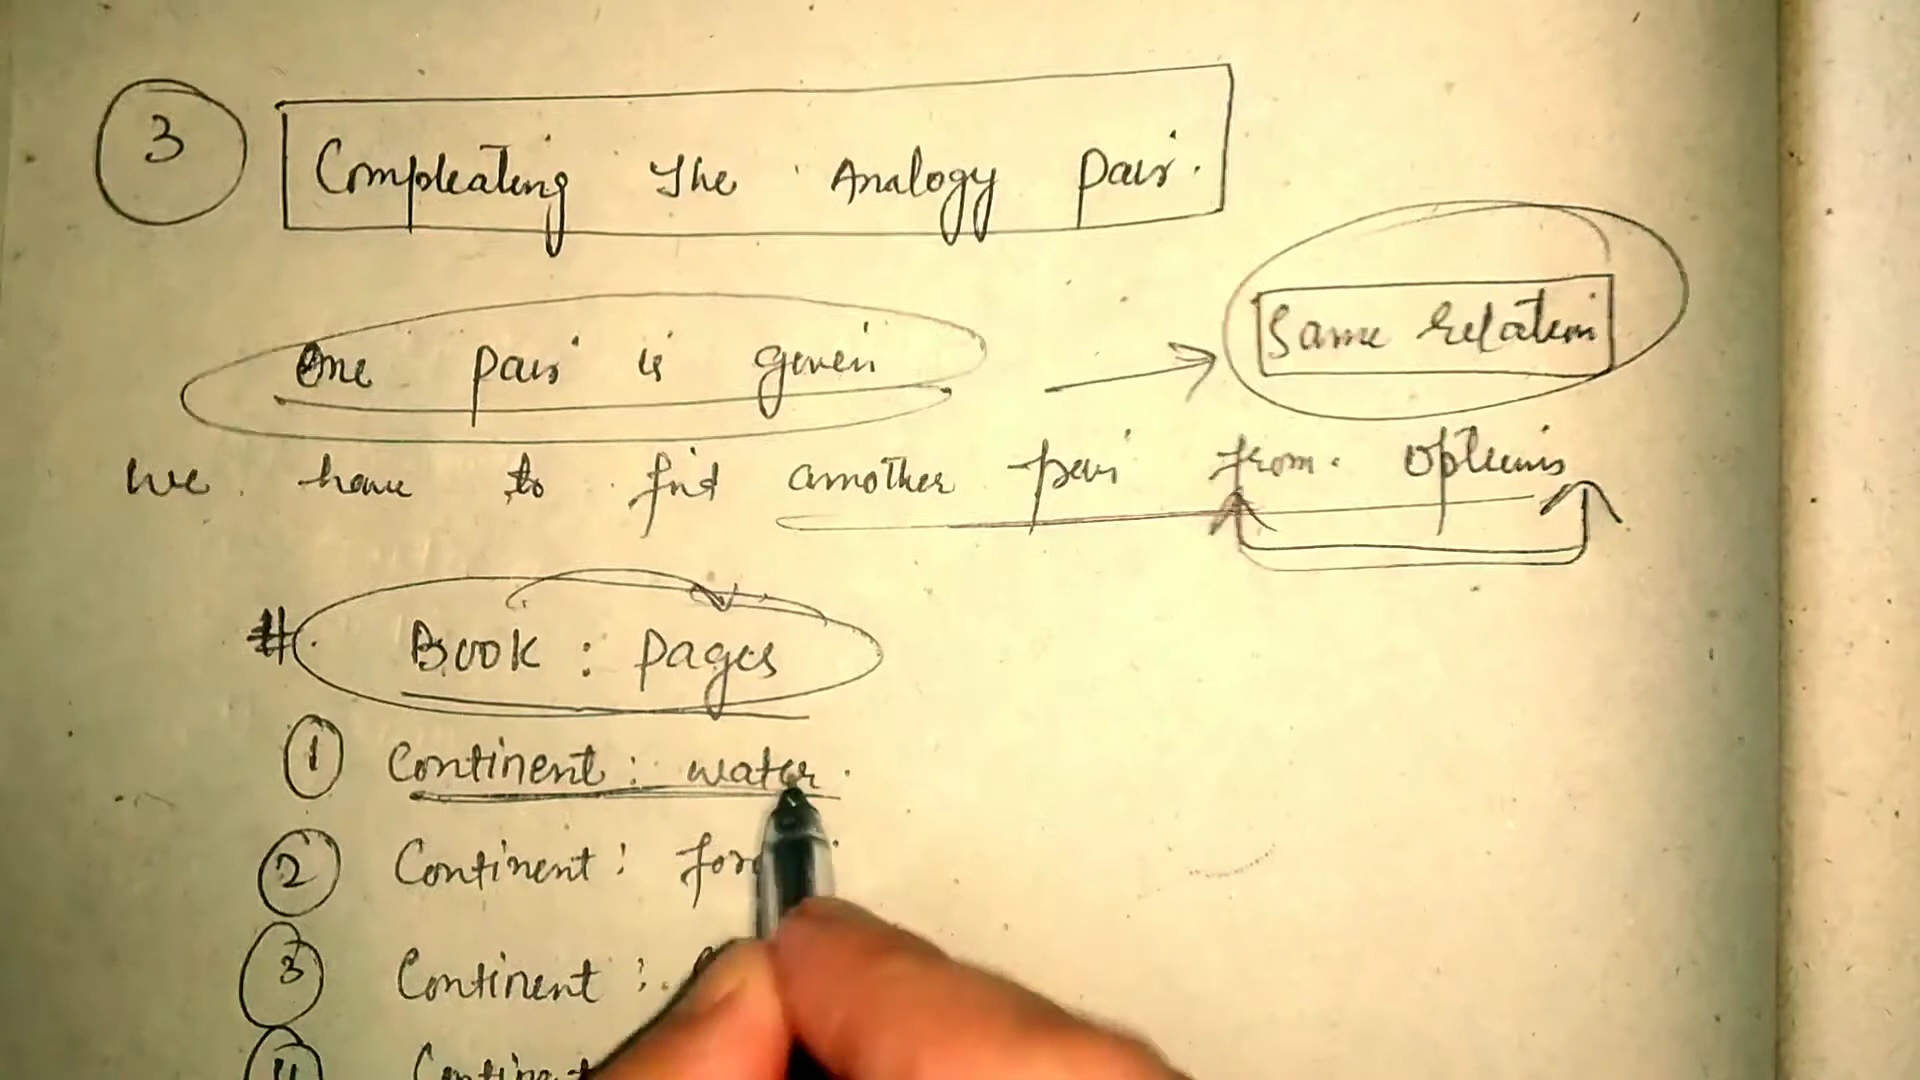 3 Compleating The Analogy pair.
One pair is given → Same relation
we have to find another pair from options
# Book : pages
1 Continent : water
2 Continent :
3 Continent :
4